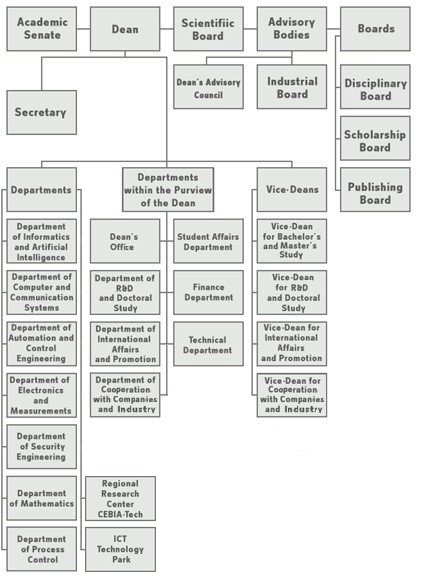 Academic
Senate
Dean
Scientifiic
Board
Advisory
Bodies
Boards
Secretary
Dean's Advisory
Council
Industrial
Board
Disciplinary
Board
Scholarship
Board
Publishing
Board
Departments
Departments
within the Purview
of the Dean
Vice-Deans
Department
of Informatics
and Artificial
Intelligence
Dean's
Office
Student Affairs
Department
Vice-Dean
for Bachelor's
and Master's
Study
Department of
Computer and
Communication
Systems
Department of
R&D
and Doctoral
Study
Finance
Department
Vice-Dean
for R&D
and Doctoral
Study
Department of
Automation and
Control
Engineering
Department of
International
Affairs
and Promotion
Technical
Department
Vice-Dean for
International
Affairs
and Promotion
Department of
Electronics
and
Measurements
Department of
Cooperation
with Companies
and Industry
Vice-Dean for
Cooperation
with Companies
and Industry
Department
of Security
Engineering
Department
of Mathematics
Regional
Research
Center
CEBIA-Tech
Department
of Process
Control
ICT
Technology
Park